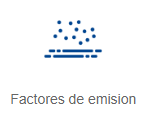 Factores de emision